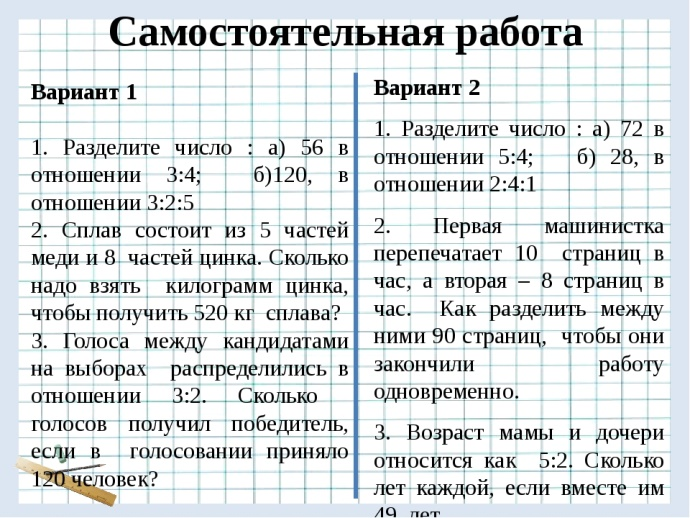 Самостоятельная работа
Вариант 1
1. Разделите число : а) 56 в
отношении 3:4; б)120, в
отношении 3:2:5
2. Сплав состоит из 5 частей
меди и 8 частей цинка. Сколько
надо взять килограмм цинка,
чтобы получить 520 кг сплава?
3. Голоса между кандидатами
на выборах распределились в
отношении 3:2. Сколько
голосов получил победитель,
если в голосовании приняло
120 человек?
Вариант 2
1. Разделите число : а) 72 в
отношении 5:4; б) 28, в
отношении 2:4:1
2. Первая машинистка
перепечатает 10 страниц в
час, а вторая – 8 страниц в
час. Как разделить между
ними 90 страниц, чтобы они
закончили работу
одновременно.
3. Возраст мамы и дочери
относится как 5:2. Сколько
лет каждой, если вместе им
49 лет